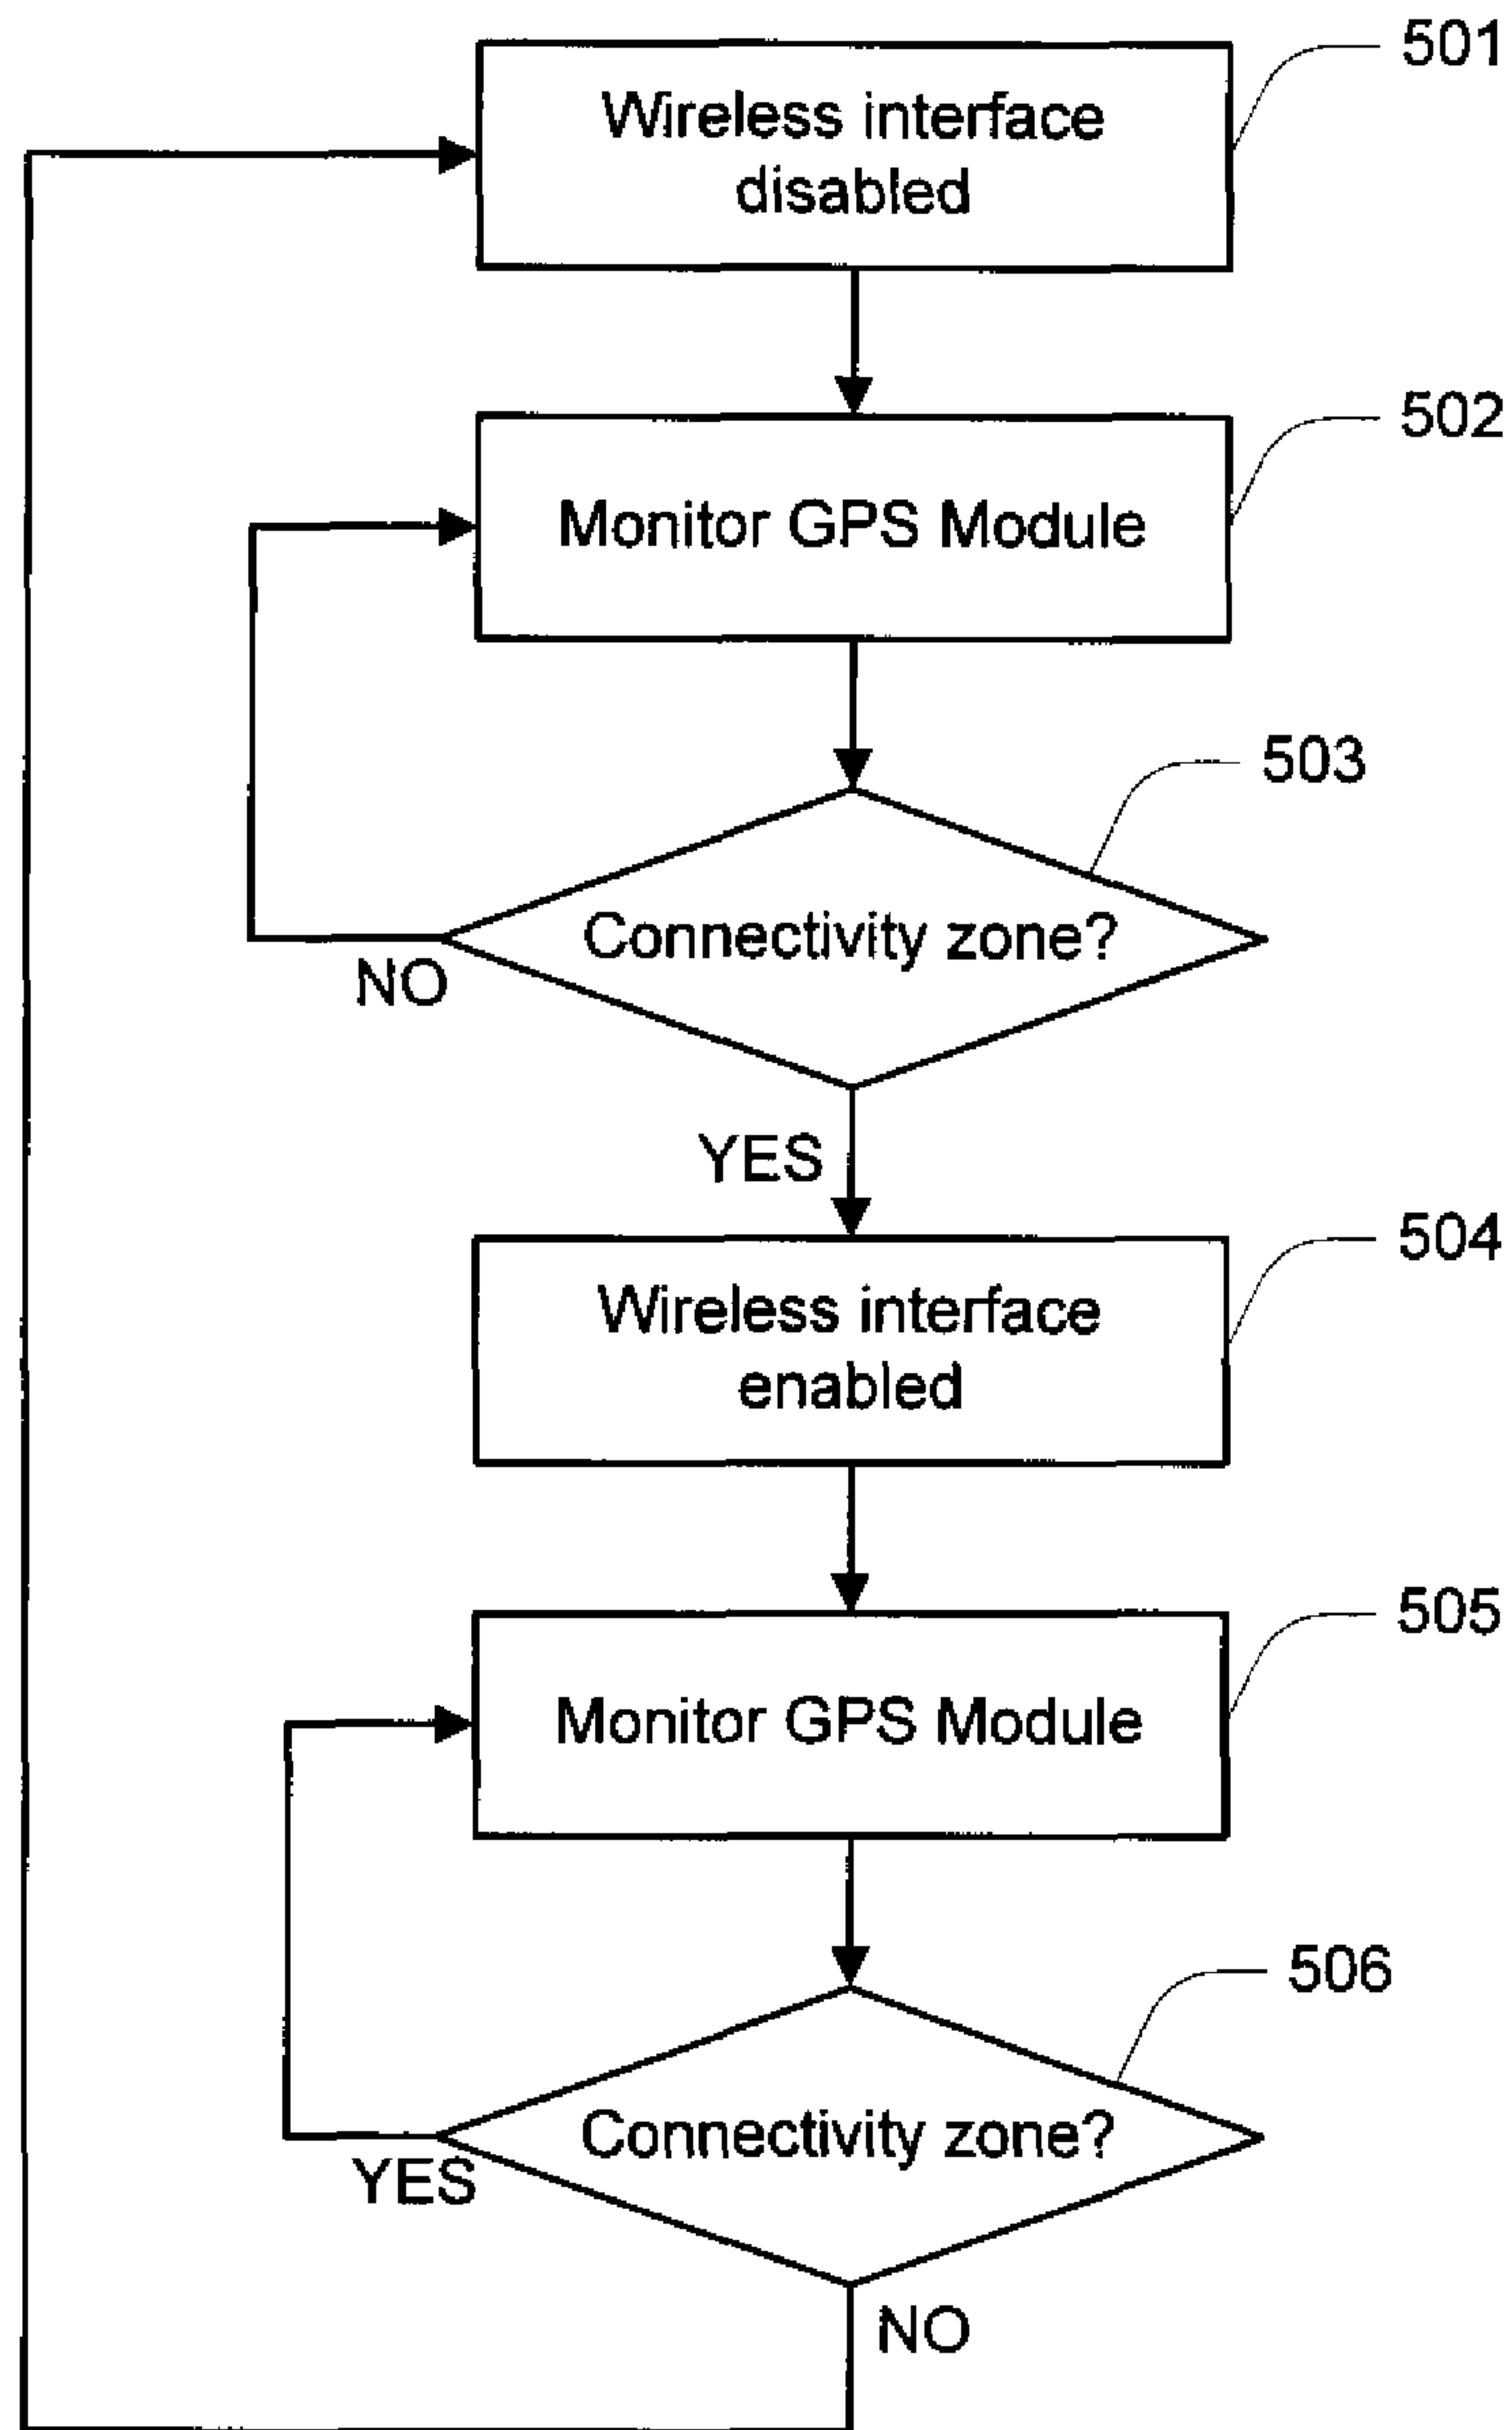 501
Wireless interface
disabled
502
Monitor GPS Module
503
Connectivity zone?
NO
YES
504
Wireless interface
enabled
505
Monitor GPS Module
506
Connectivity zone?
YES
NO